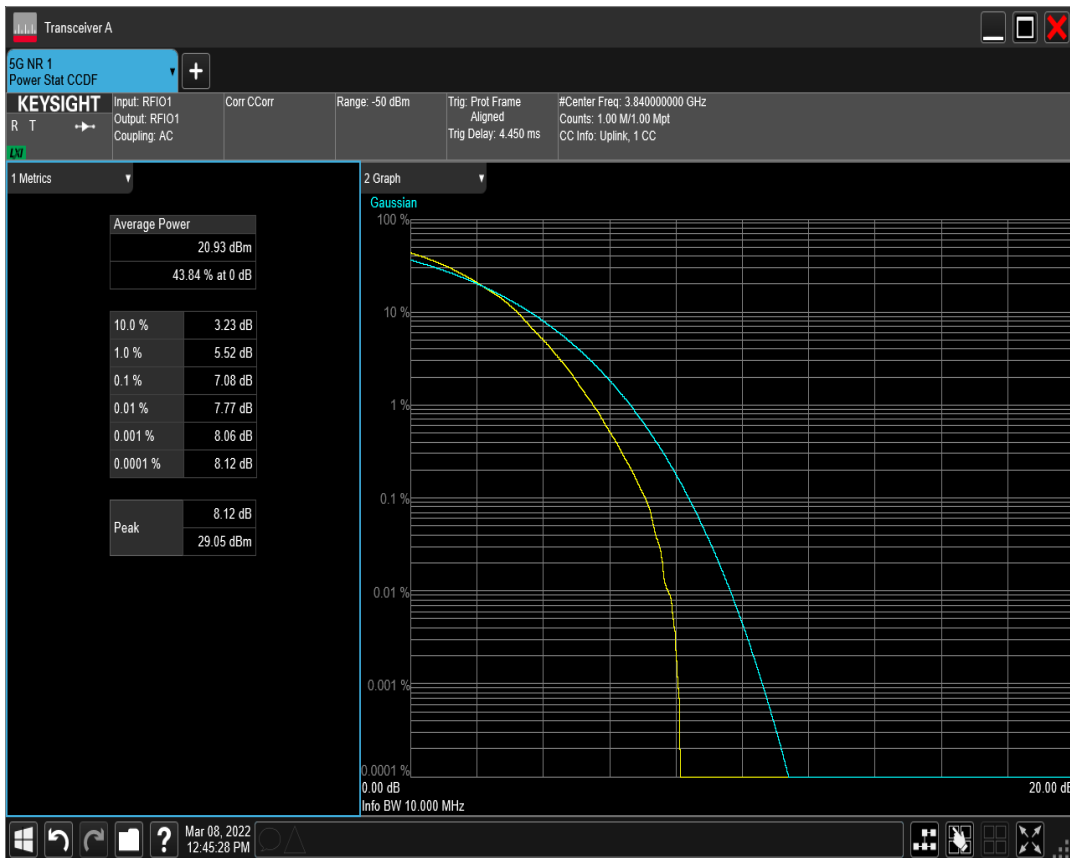 Transceiver A
5G NR 1
Power Stat CCDF
KEYSIGHT
R T
LXI
Input: RFIO1
Output: RFIO1
Coupling: AC
Corr CCorr
Range: -50 dBm
Trig: Prot Frame
Aligned
Trig Delay: 4.450 ms
#Center Freq: 3.840000000 GHz
Counts: 1.00 M/1.00 Mpt
CC Info: Uplink, 1 CC
1 Metrics
Average Power
20.93 dBm
43.84 % at 0 dB
10.0 % 3.23 dB
1.0 % 5.52 dB
0.1 % 7.08 dB
0.01 % 7.77 dB
0.001 % 8.06 dB
0.0001 % 8.12 dB
Peak
8.12 dB
29.05 dBm
2 Graph
Gaussian
100 %
10 %
1 %
0.1 %
0.01 %
0.001 %
0.0001 %
0.00 dB 20.00 dB
Info BW 10.000 MHz
Mar 08, 2022
12:45:28 PM